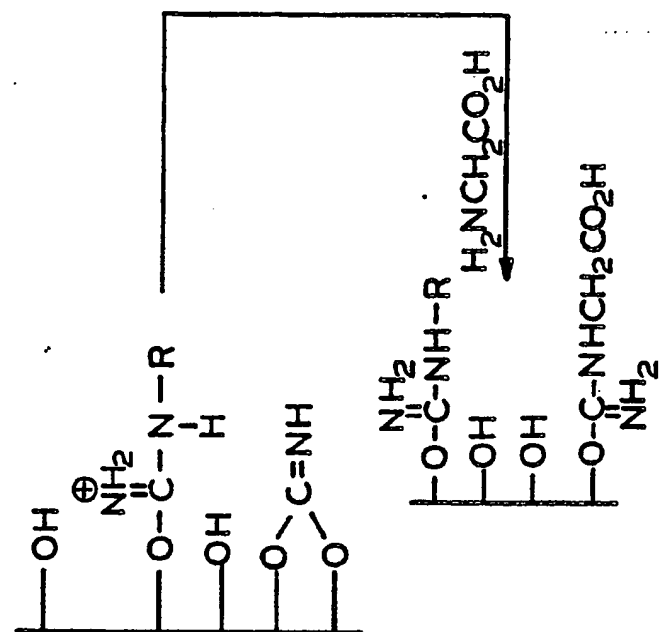 OH
⊕
NH₂
O–C–N–R
OH H
O
C=NH
O
NH₂
O–C–NH–R
H₂NCH₂CO₂H
OH
OH
O–C–NHCH₂CO₂H
NH₂